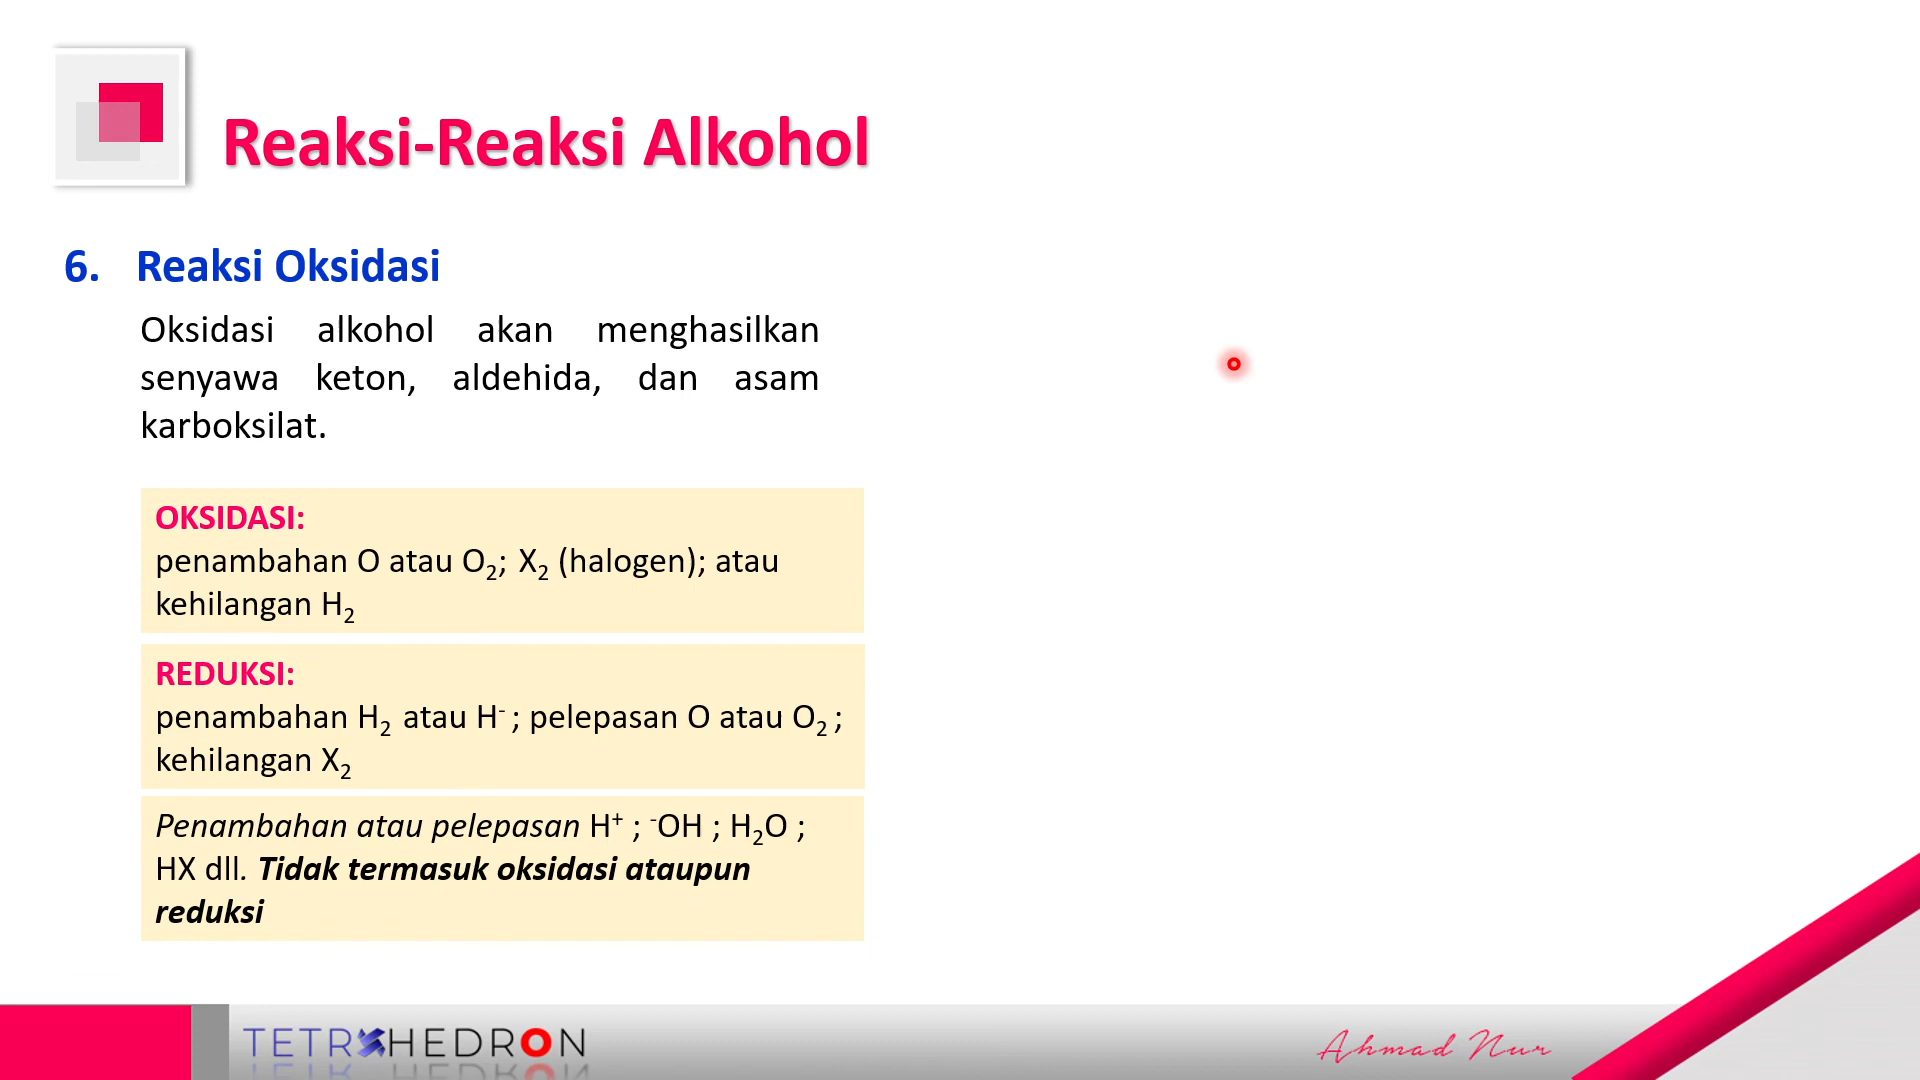 Reaksi-Reaksi Alkohol
6. Reaksi Oksidasi
Oksidasi alkohol akan menghasilkan
senyawa keton, aldehida, dan asam
karboksilat.
OKSIDASI:
penambahan O atau O₂; X₂ (halogen); atau
kehilangan H₂
REDUKSI:
penambahan H₂ atau H⁻ ; pelepasan O atau O₂ ;
kehilangan X₂
Penambahan atau pelepasan H⁺ ; ⁻OH ; H₂O ;
HX dll. Tidak termasuk oksidasi ataupun
reduksi
TETRAHEDRON
Ahmad Nur